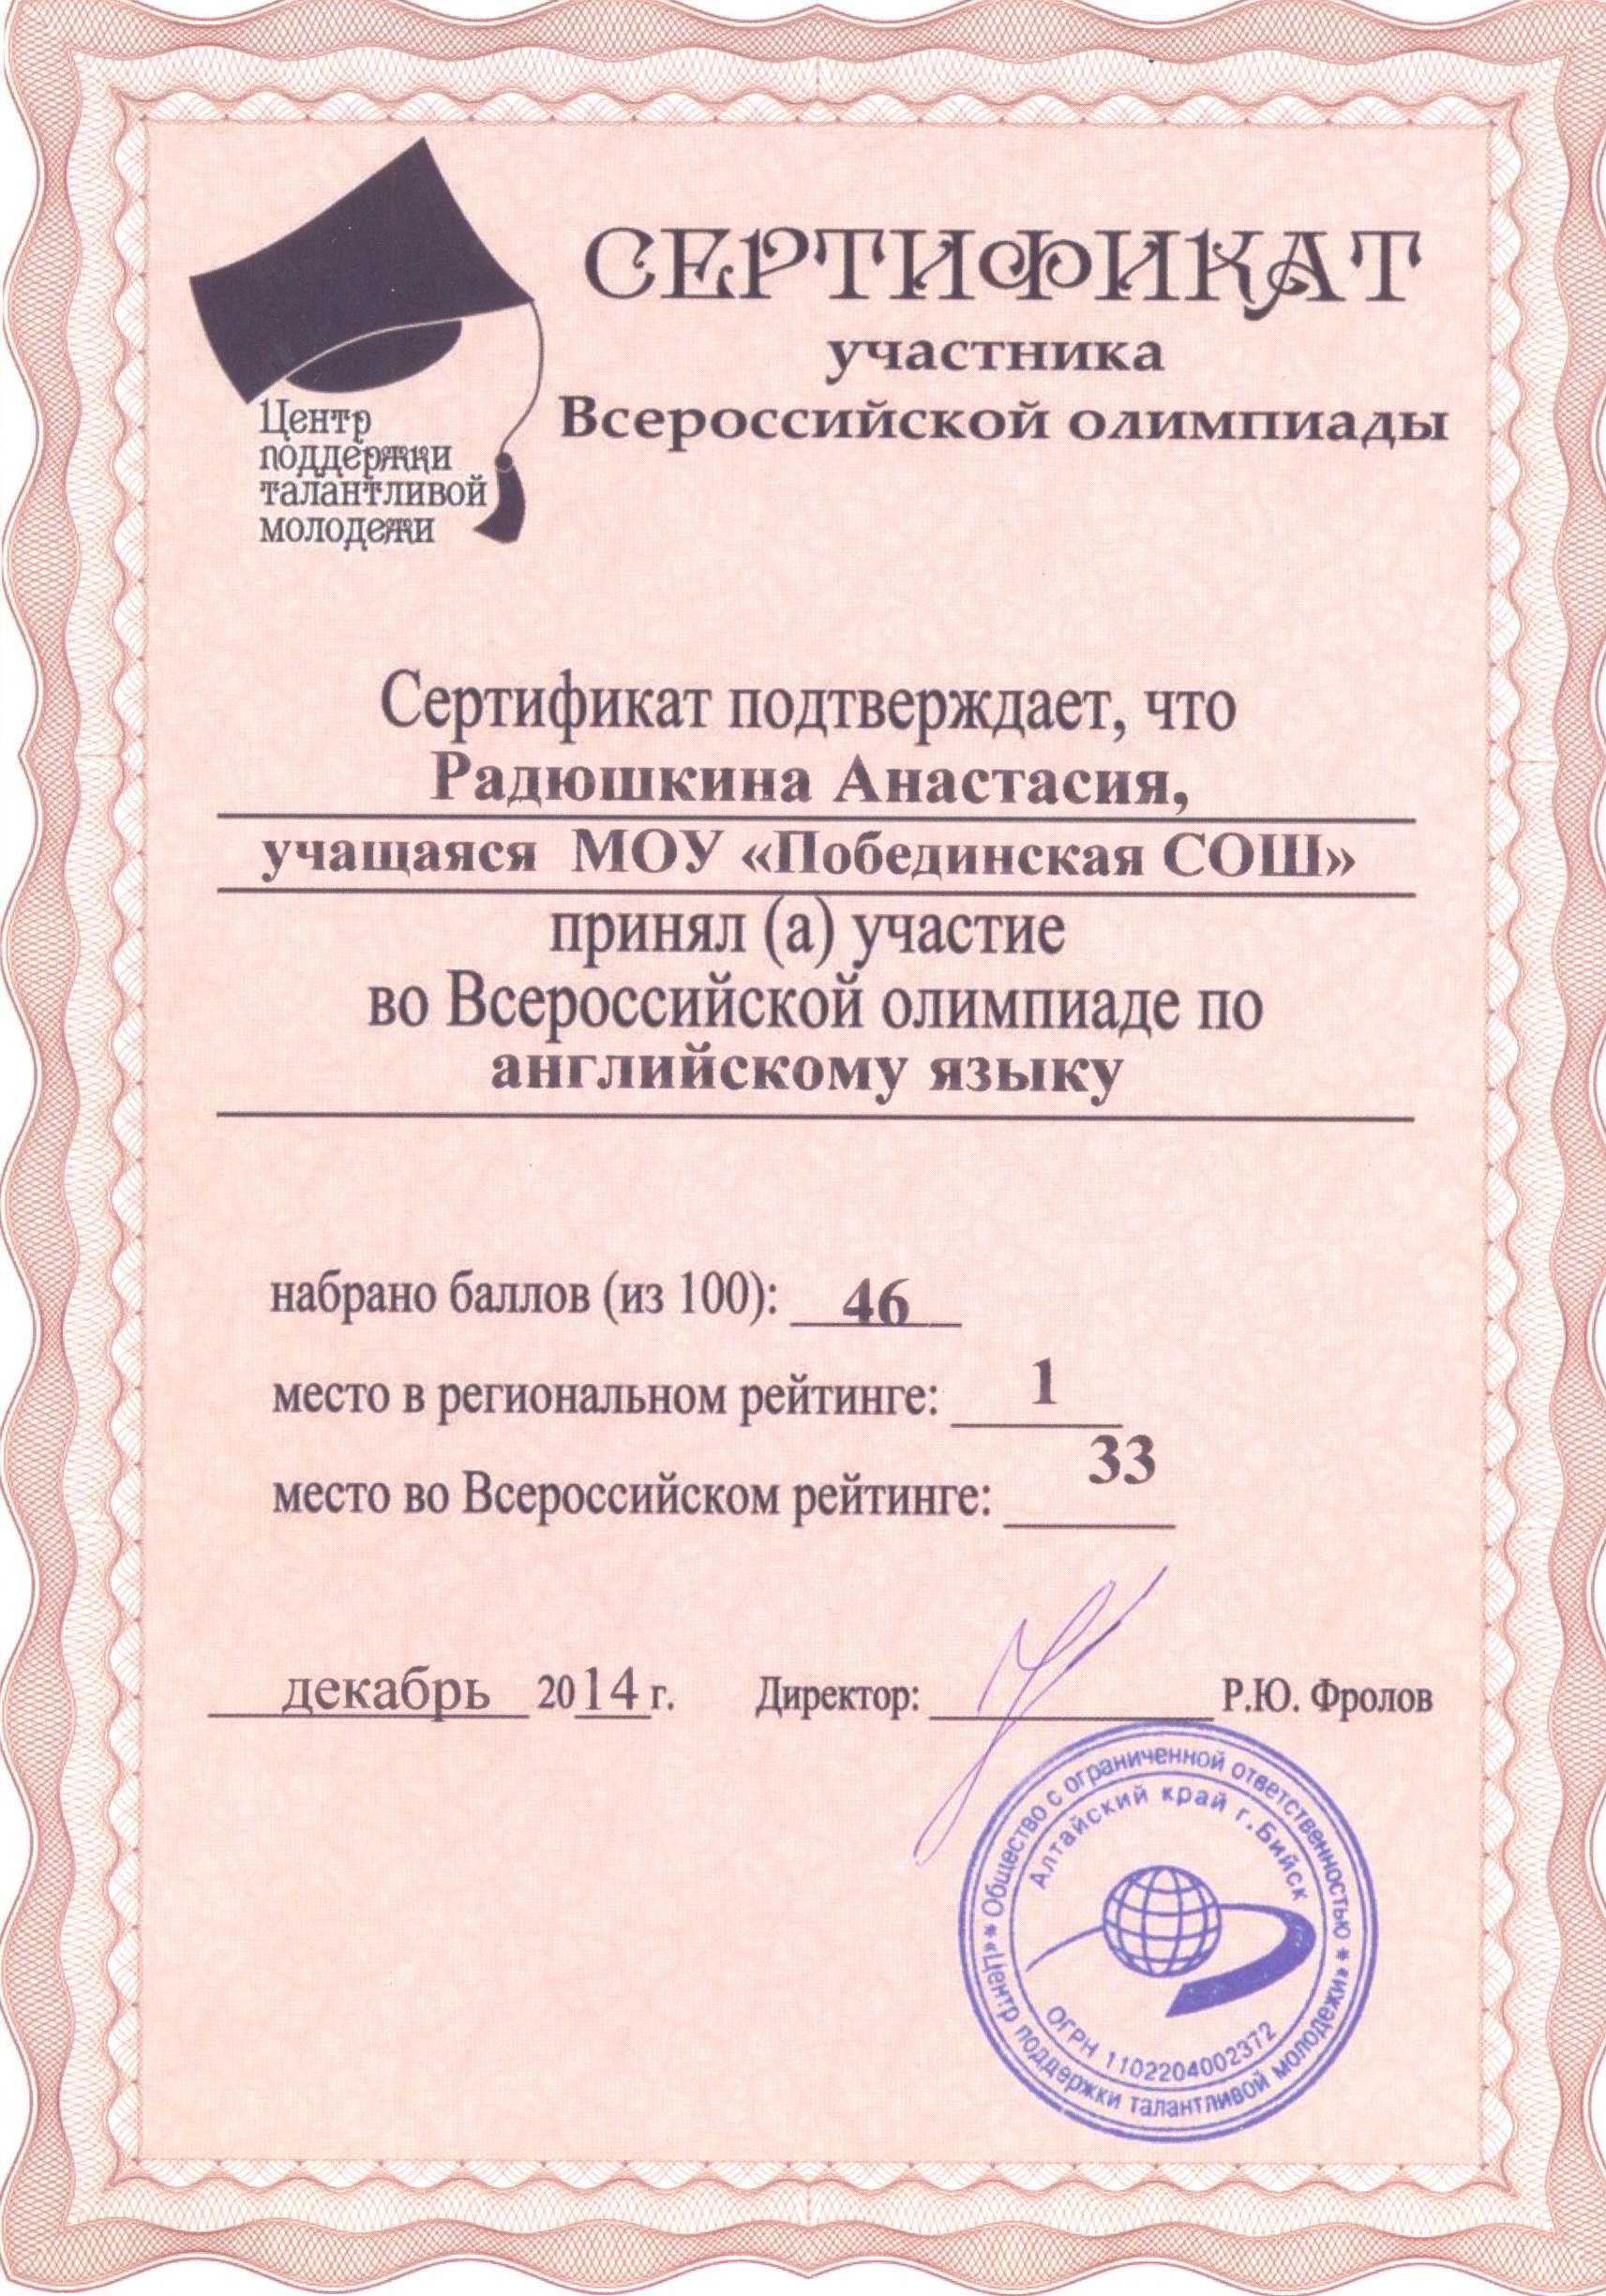 Центр
поддержки
талантливой
молодежи
СЕРТИФИКАТ
участника
Всероссийской олимпиады
Сертификат подтверждает, что
Радюшкина Анастасия,
учащаяся МОУ «Побединская СОШ»
принял (а) участие
во Всероссийской олимпиаде по
английскому языку
набрано баллов (из 100): 46
место в региональном рейтинге: 1
место во Всероссийском рейтинге: 33
декабрь 2014 г. Директор: Р.Ю. Фролов
* Общество с ограниченной ответственностью *
«Центр поддержки талантливой молодежи»
Алтайский край г.Бийск
ОГРН 1102204002372